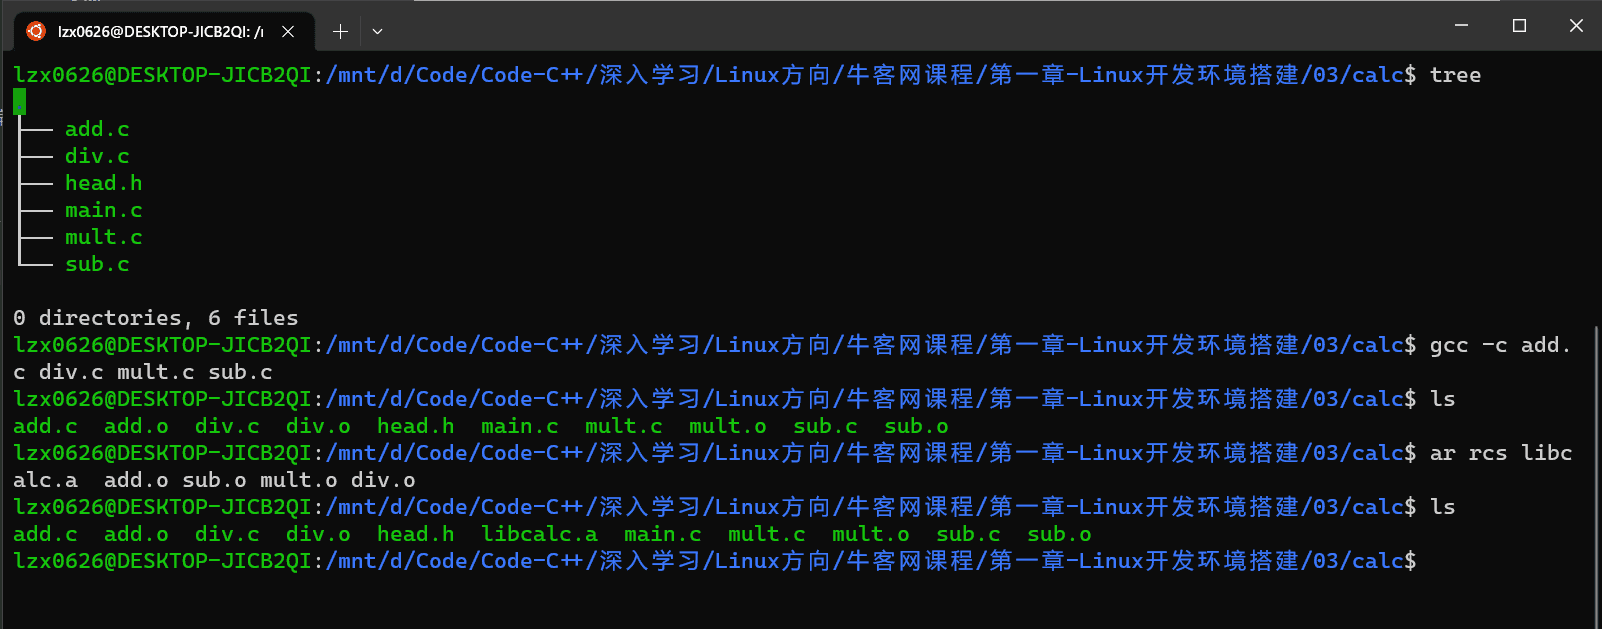 lzx0626@DESKTOP-JICB2QI: /r
lzx0626@DESKTOP-JICB2QI:/mnt/d/Code/Code-C++/深入学习/Linux方向/牛客网课程/第一章-Linux开发环境搭建/03/calc$ tree
.
├── add.c
├── div.c
├── head.h
├── main.c
├── mult.c
└── sub.c
0 directories, 6 files
lzx0626@DESKTOP-JICB2QI:/mnt/d/Code/Code-C++/深入学习/Linux方向/牛客网课程/第一章-Linux开发环境搭建/03/calc$ gcc -c add.
c div.c mult.c sub.c
lzx0626@DESKTOP-JICB2QI:/mnt/d/Code/Code-C++/深入学习/Linux方向/牛客网课程/第一章-Linux开发环境搭建/03/calc$ ls
add.c  add.o  div.c  div.o  head.h  main.c  mult.c  mult.o  sub.c  sub.o
lzx0626@DESKTOP-JICB2QI:/mnt/d/Code/Code-C++/深入学习/Linux方向/牛客网课程/第一章-Linux开发环境搭建/03/calc$ ar rcs libc
alc.a  add.o sub.o mult.o div.o
lzx0626@DESKTOP-JICB2QI:/mnt/d/Code/Code-C++/深入学习/Linux方向/牛客网课程/第一章-Linux开发环境搭建/03/calc$ ls
add.c  add.o  div.c  div.o  head.h  libcalc.a  main.c  mult.c  mult.o  sub.c  sub.o
lzx0626@DESKTOP-JICB2QI:/mnt/d/Code/Code-C++/深入学习/Linux方向/牛客网课程/第一章-Linux开发环境搭建/03/calc$